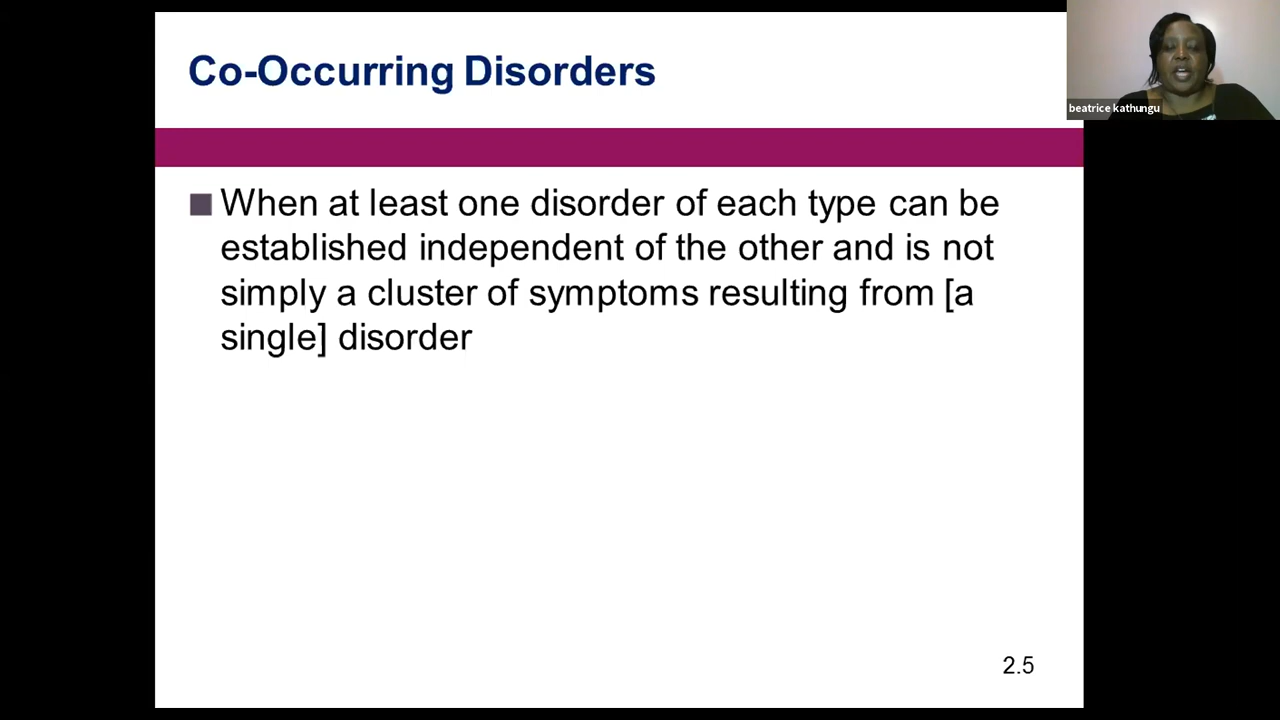 Co-Occurring Disorders
beatrice kathungu
When at least one disorder of each type can be
established independent of the other and is not
simply a cluster of symptoms resulting from [a
single] disorder
2.5